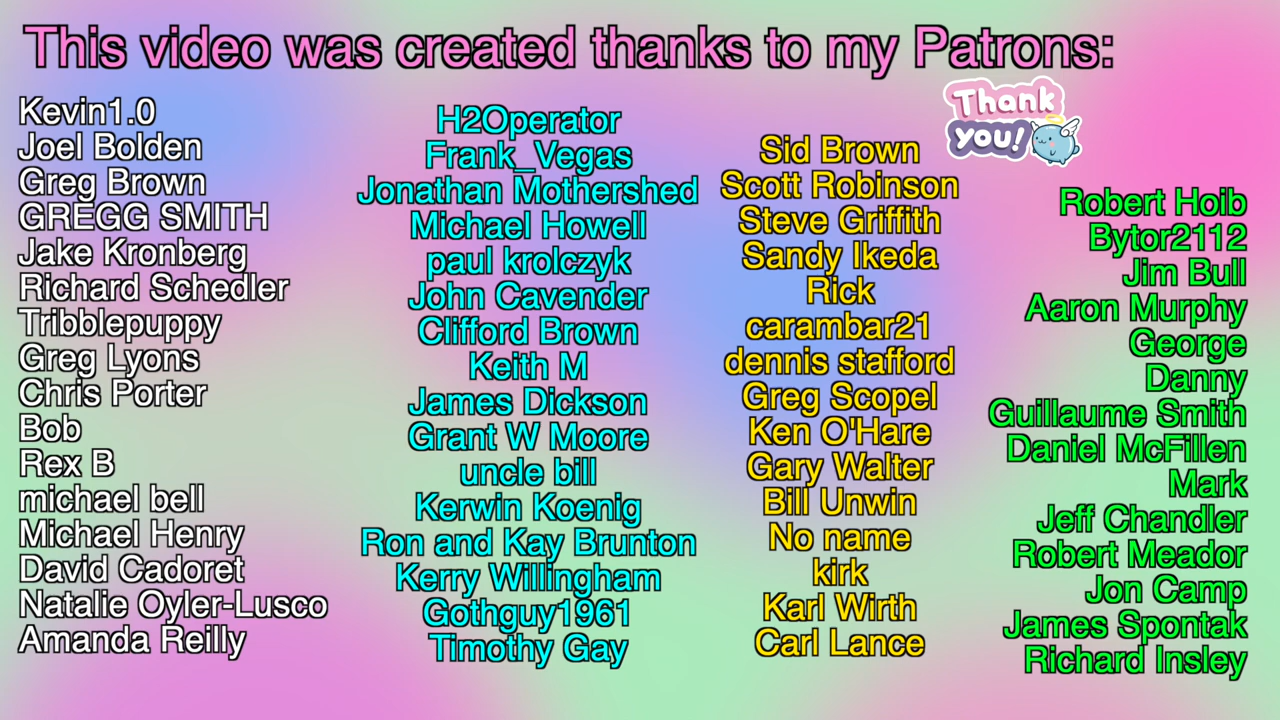 This video was created thanks to my Patrons:
Thank
you!
Kevin1.0
Joel Bolden
Greg Brown
GREGG SMITH
Jake Kronberg
Richard Schedler
Tribblepuppy
Greg Lyons
Chris Porter
Bob
Rex B
michael bell
Michael Henry
David Cadoret
Natalie Oyler-Lusco
Amanda Reilly
H2Operator
Frank_Vegas
Jonathan Mothershed
Michael Howell
paul krolczyk
John Cavender
Clifford Brown
Keith M
James Dickson
Grant W Moore
uncle bill
Kerwin Koenig
Ron and Kay Brunton
Kerry Willingham
Gothguy1961
Timothy Gay
Sid Brown
Scott Robinson
Steve Griffith
Sandy Ikeda
Rick
carambar21
dennis stafford
Greg Scopel
Ken O'Hare
Gary Walter
Bill Unwin
No name
kirk
Karl Wirth
Carl Lance
Robert Hoib
Bytor2112
Jim Bull
Aaron Murphy
George
Danny
Guillaume Smith
Daniel McFillen
Mark
Jeff Chandler
Robert Meador
Jon Camp
James Spontak
Richard Insley